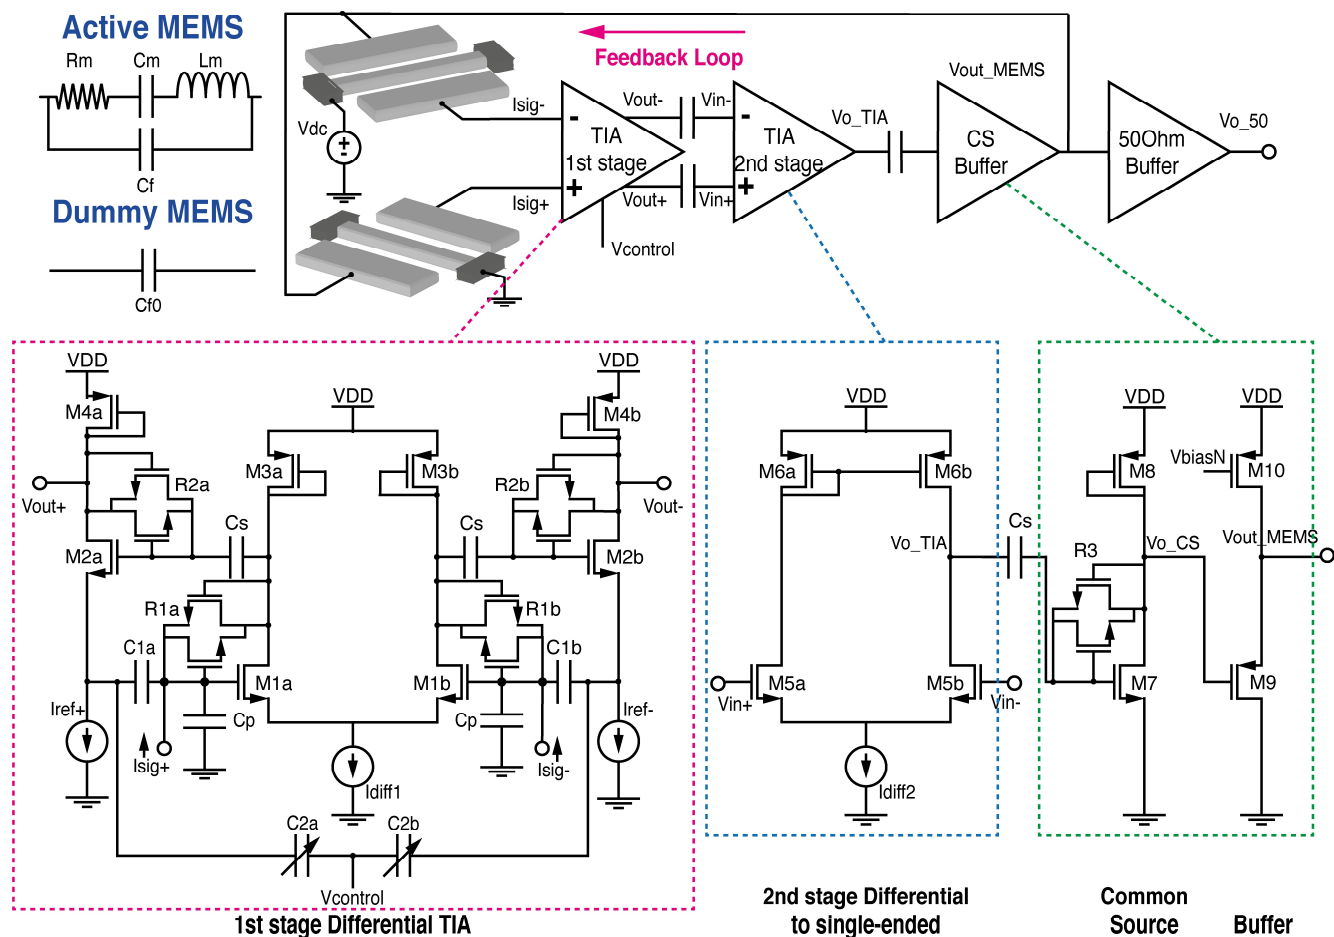 Active MEMS
Rm Cm Lm
Cf
Dummy MEMS
Cf0
Vdc
Feedback Loop
Isig-
Isig+
-
TIA
1st stage
+
Vcontrol
Vout-
Vin-
Vout+
Vin+
-
TIA
2nd stage
+
Vo_TIA
Vout_MEMS
CS
Buffer
50Ohm
Buffer
Vo_50
VDD
M4a
R2a
Vout+
M2a
Cs
VDD
M3a
M3b
VDD
M4b
R2b
Vout-
M2b
Cs
R1a
R1b
C1a
C1b
M1a
M1b
Iref+
Cp
Isig+
Cp
Isig-
Iref-
Idiff1
C2a
C2b
Vcontrol
1st stage Differential TIA
VDD
M6a
M6b
Vo_TIA
M5a
M5b
Vin+
Vin-
Idiff2
2nd stage Differential
to single-ended
Cs
VDD
VDD
M8
VbiasN
M10
R3
Vo_CS
Vout_MEMS
M7
M9
Common
Source
Buffer